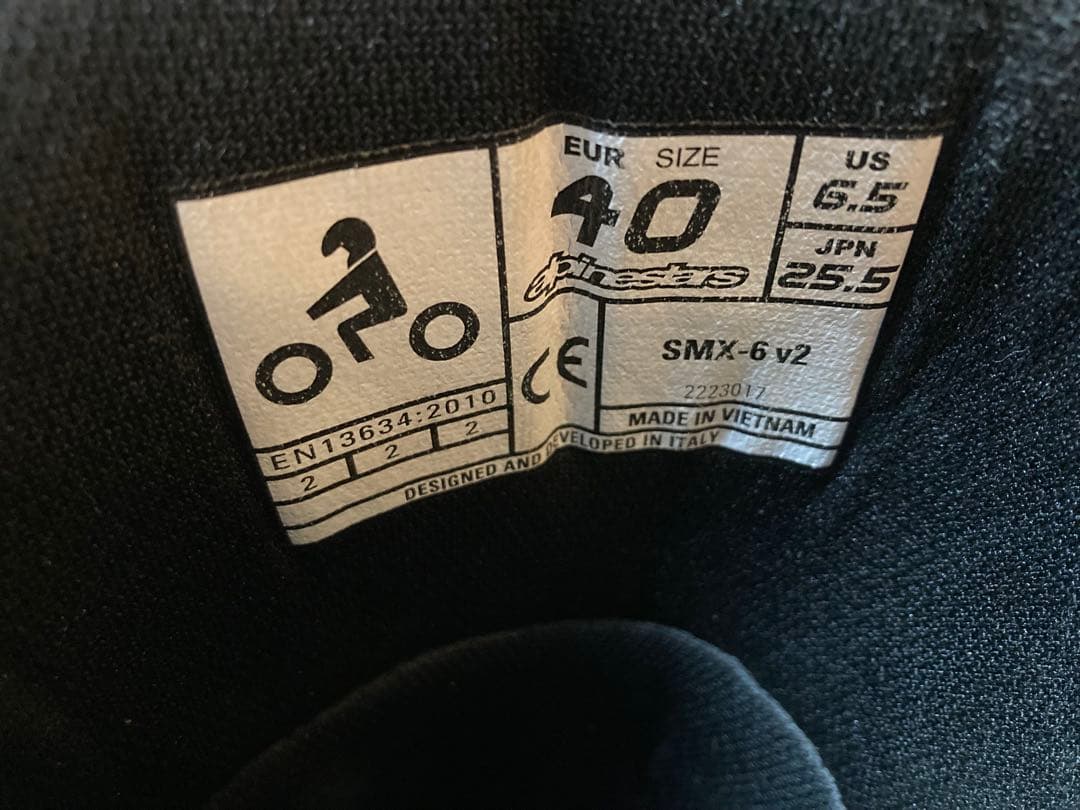 EUR SIZE
40
alpinestars
US
6.5
JPN
25.5
CE
SMX-6 v2
2223017
MADE IN VIETNAM
EN13634:2010
2 2 2
DESIGNED AND DEVELOPED IN ITALY